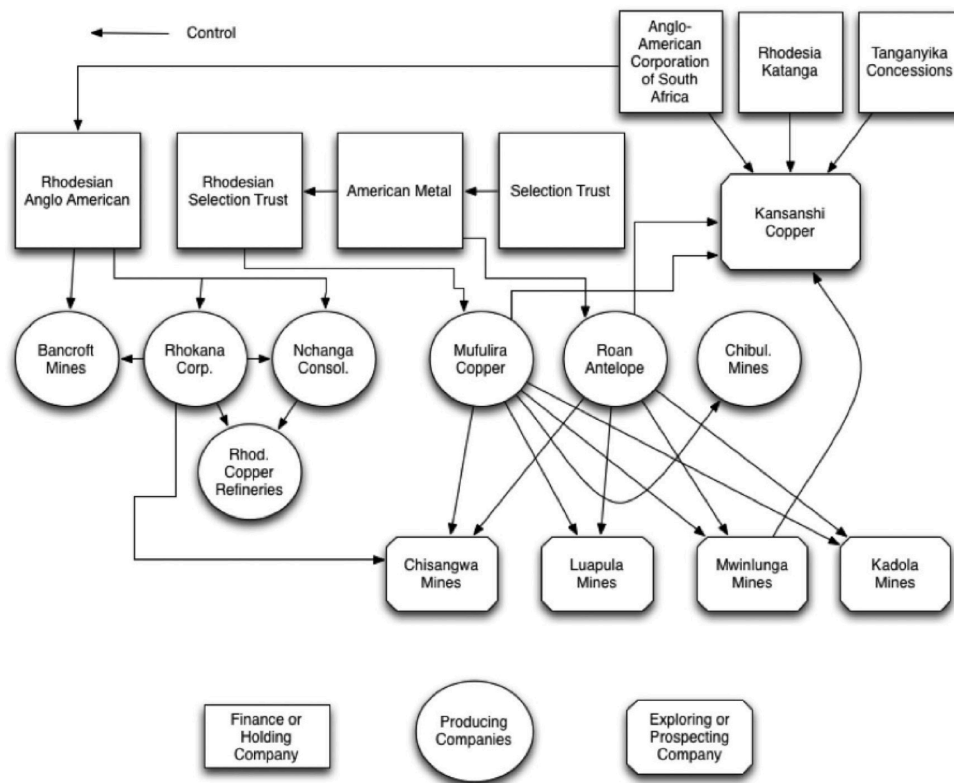 Control
Anglo-
American
Corporation
of South
Africa
Rhodesia
Katanga
Tanganyika
Concessions
Rhodesian
Anglo American
Rhodesian
Selection Trust
American Metal
Selection Trust
Kansanshi
Copper
Bancroft
Mines
Rhokana
Corp.
Nchanga
Consol.
Mufulira
Copper
Roan
Antelope
Chibul.
Mines
Rhod.
Copper
Refineries
Chisangwa
Mines
Luapula
Mines
Mwinlunga
Mines
Kadola
Mines
Finance or
Holding
Company
Producing
Companies
Exploring or
Prospecting
Company